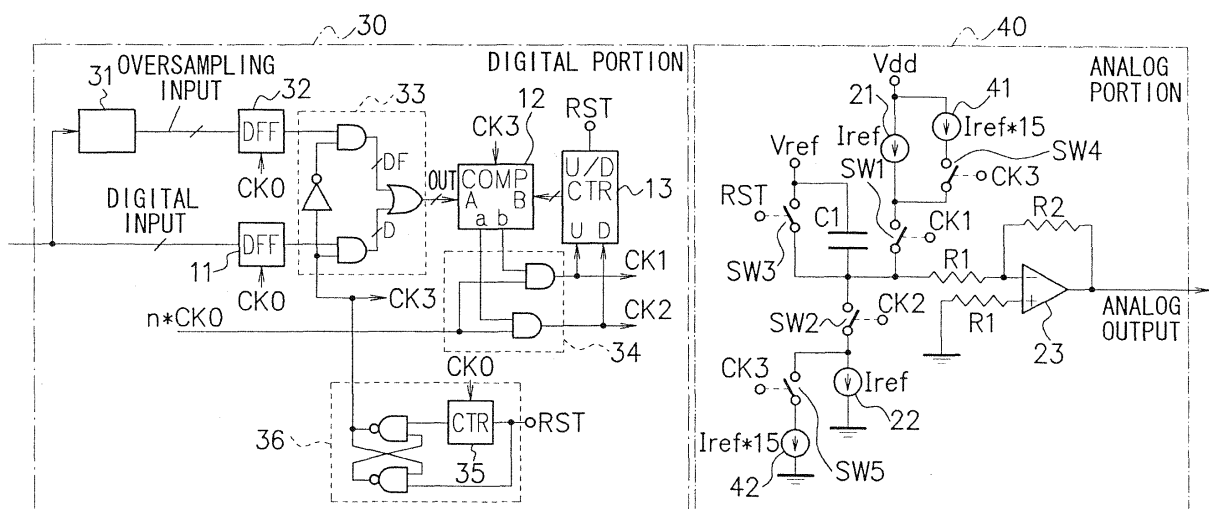 30
40
31
OVERSAMPLING
INPUT
32
33
DIGITAL PORTION
RST
12
CK3
DFF
CK0
DF
OUT
COMP
A
B
a
b
U/D
CTR
U
D
13
DIGITAL
INPUT
11
DFF
CK0
D
CK3
n*CK0
CK1
CK2
34
CK0
CTR
35
RST
36
Vdd
ANALOG
PORTION
21
41
Iref
Iref*15
Vref
SW1
SW4
CK3
RST
C1
CK1
R2
SW3
R1
R1
23
ANALOG
OUTPUT
SW2
CK2
CK3
Iref
22
Iref*15
42
SW5